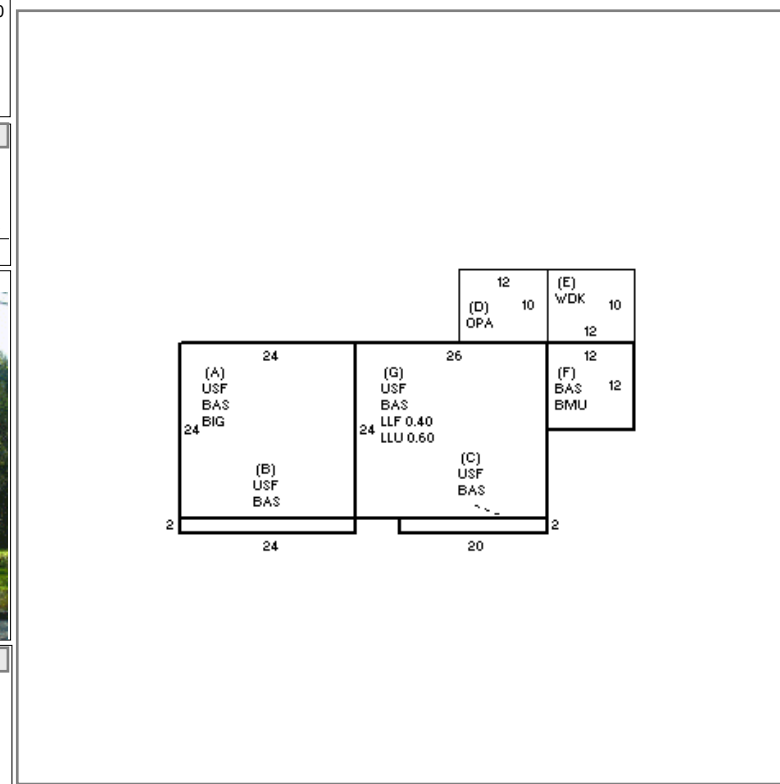 0
12
(E)
WDK
10
(D)
OPA
10
12
24
26
12
(A)
USF
BAS
BIG
24
(G)
USF
BAS
LLF 0.40
LLU 0.60
24
(F)
BAS
BMU
12
(B)
USF
BAS
(C)
USF
BAS
2
2
24
20